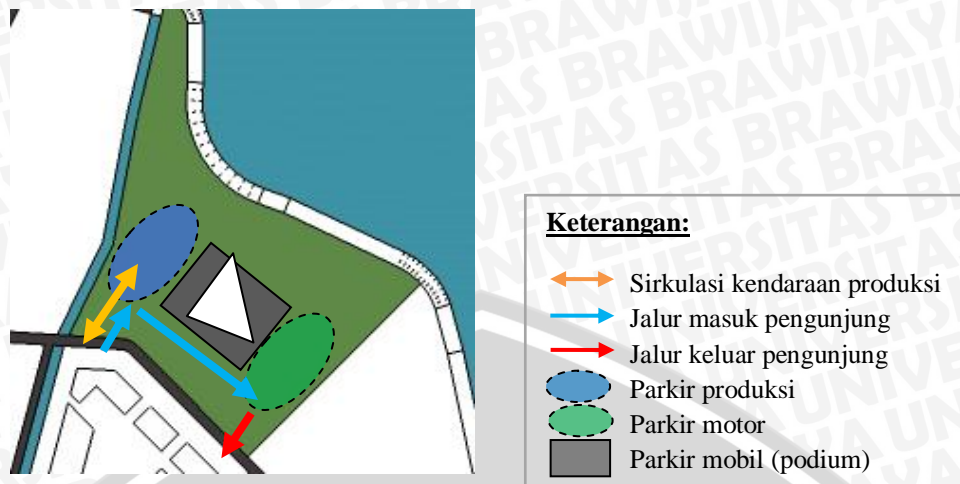 Keterangan:
Sirkulasi kendaraan produksi
Jalur masuk pengunjung
Jalur keluar pengunjung
Parkir produksi
Parkir motor
Parkir mobil (podium)